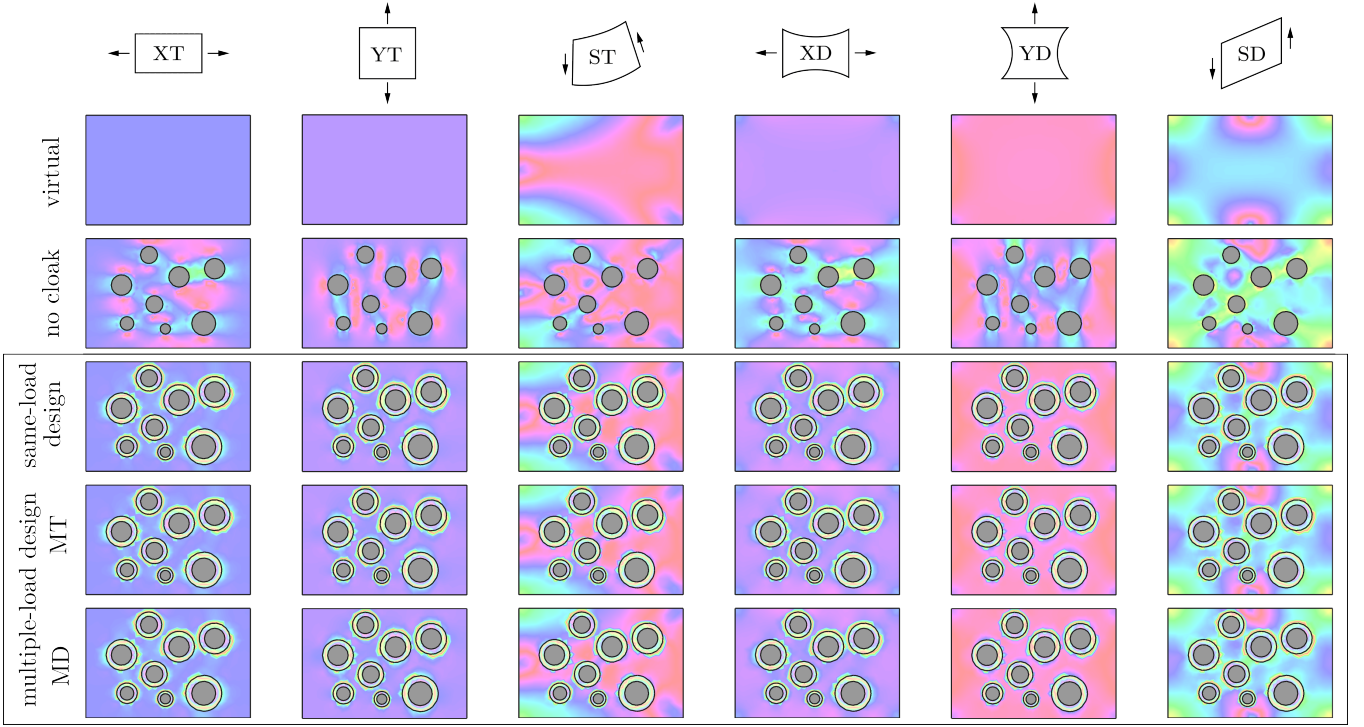 XT
YT
ST
XD
YD
SD
virtual
no cloak
same-load
design
multiple-load design
MT
MD